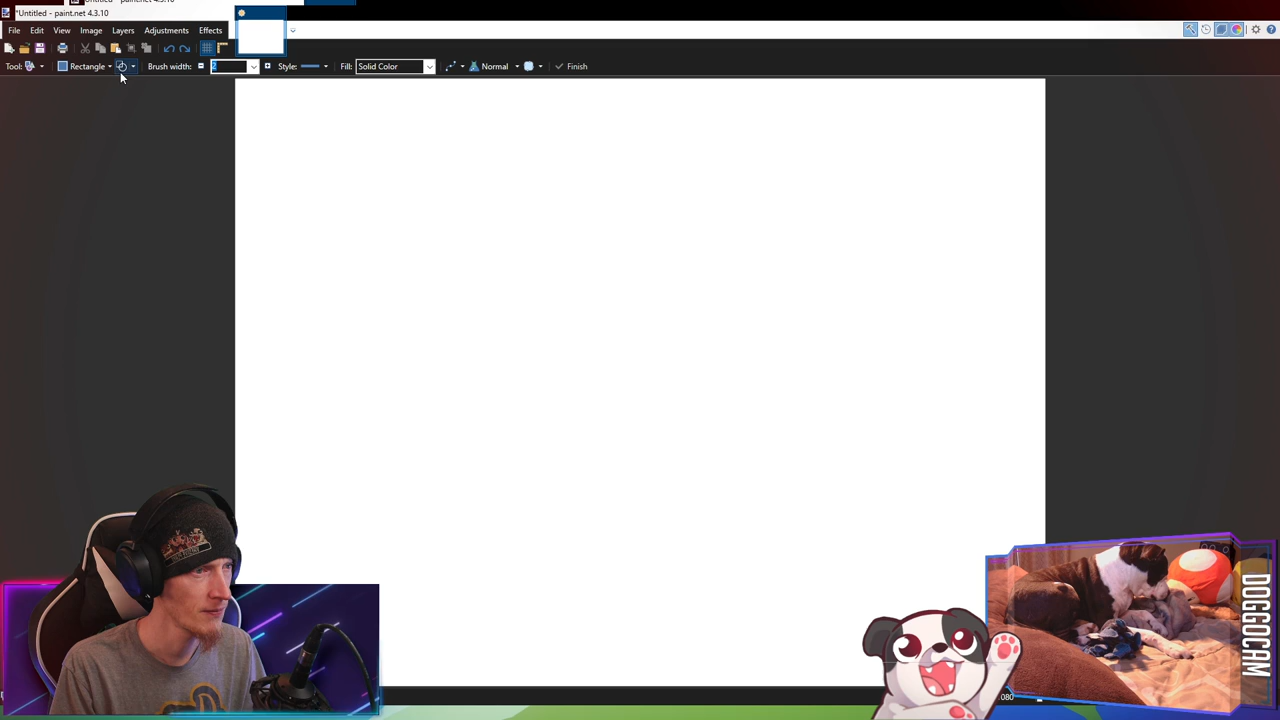 *Untitled - paint.net 4.3.10
File Edit View Image Layers Adjustments Effects
Tool: Rectangle Brush width: 2 Style: Fill: Solid Color Normal Finish
DOGGOCAM